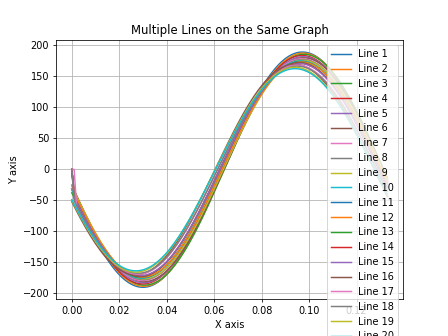 Multiple Lines on the Same Graph
200
150
100
50
0
−50
−100
−150
−200
Y axis
0.00
0.02
0.04
0.06
0.08
0.10
X axis
Line 1
Line 2
Line 3
Line 4
Line 5
Line 6
Line 7
Line 8
Line 9
Line 10
Line 11
Line 12
Line 13
Line 14
Line 15
Line 16
Line 17
Line 18
Line 19
Line 20